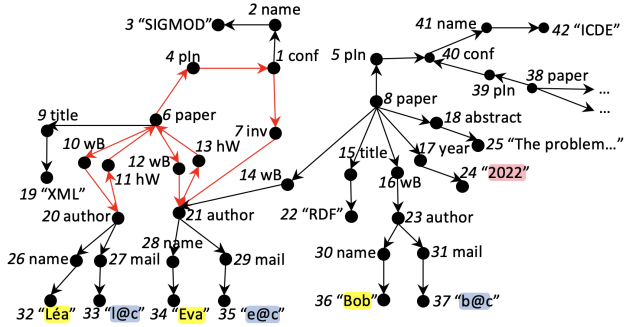 2 name
3 “SIGMOD”
41 name
42 “ICDE”
4 pIn
1 conf
5 pIn
40 conf
39 pIn
38 paper
...
...
9 title
6 paper
7 inv
8 paper
18 abstract
10 wB
13 hW
12 wB
11 hW
14 wB
15 title
16 wB
17 year
25 “The problem...”
24 “2022”
19 “XML”
20 author
21 author
22 “RDF”
23 author
26 name
27 mail
28 name
29 mail
30 name
31 mail
32 “Léa”
33 “l@c”
34 “Eva”
35 “e@c”
36 “Bob”
37 “b@c”